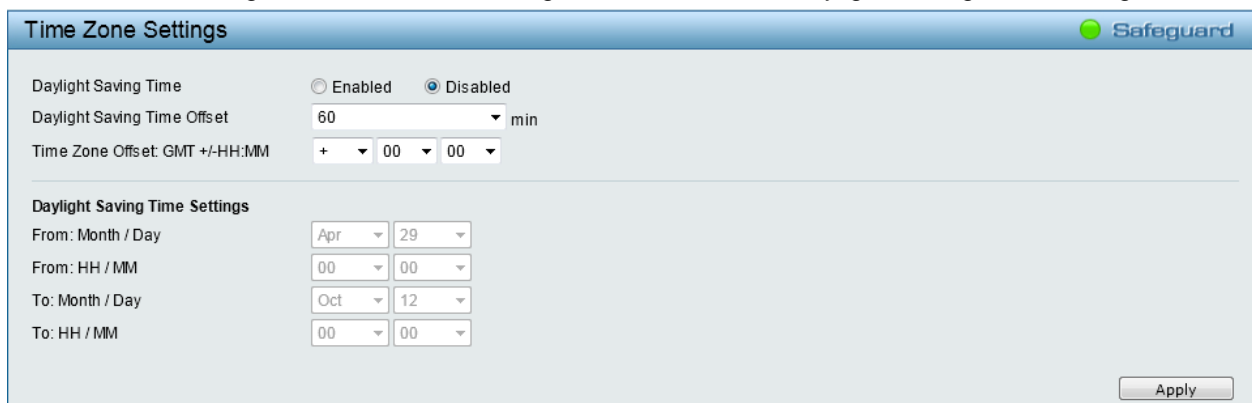 Time Zone Settings Safeguard
Daylight Saving Time Enabled Disabled
Daylight Saving Time Offset 60 min
Time Zone Offset: GMT +/-HH:MM + 00 00
Daylight Saving Time Settings
From: Month / Day Apr 29
From: HH / MM 00 00
To: Month / Day Oct 12
To: HH / MM 00 00
Apply